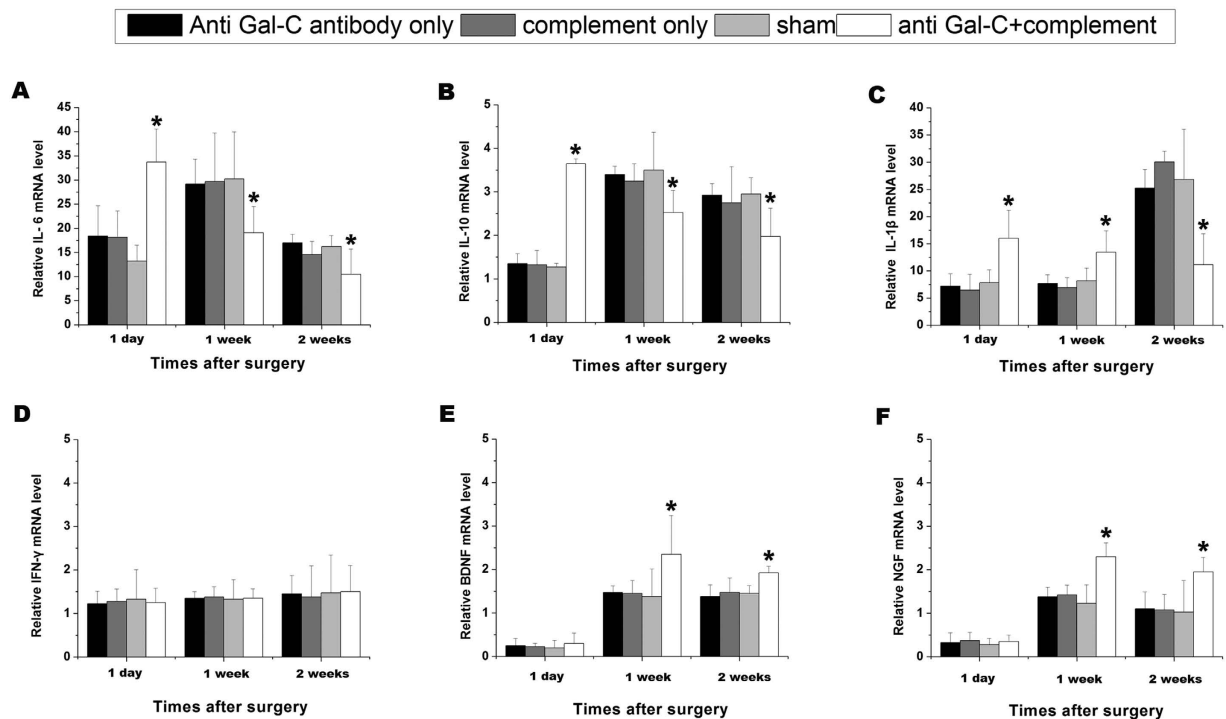 Anti Gal-C antibody only complement only sham anti Gal-C+complement
A
Relative IL- 6 mRNA level
45
40
35
30
25
20
15
10
5
0
*
*
*
1 day 1 week 2 weeks
Times after surgery
B
Relative IL-10 mRNA level
5
4
3
2
1
0
*
*
*
1 day 1 week 2 weeks
Times after surgery
C
Relative IL-1β mRNA level
40
35
30
25
20
15
10
5
0
*
*
*
1 day 1 week 2 weeks
Times after surgery
D
Relative IFN-γ mRNA level
5
4
3
2
1
0
1 day 1 week 2 weeks
Times after surgery
E
Relative BDNF mRNA level
5
4
3
2
1
0
*
*
1 day 1 week 2 weeks
Times after surgery
F
Relative NGF mRNA level
5
4
3
2
1
0
*
*
1 day 1 week 2 weeks
Times after surgery